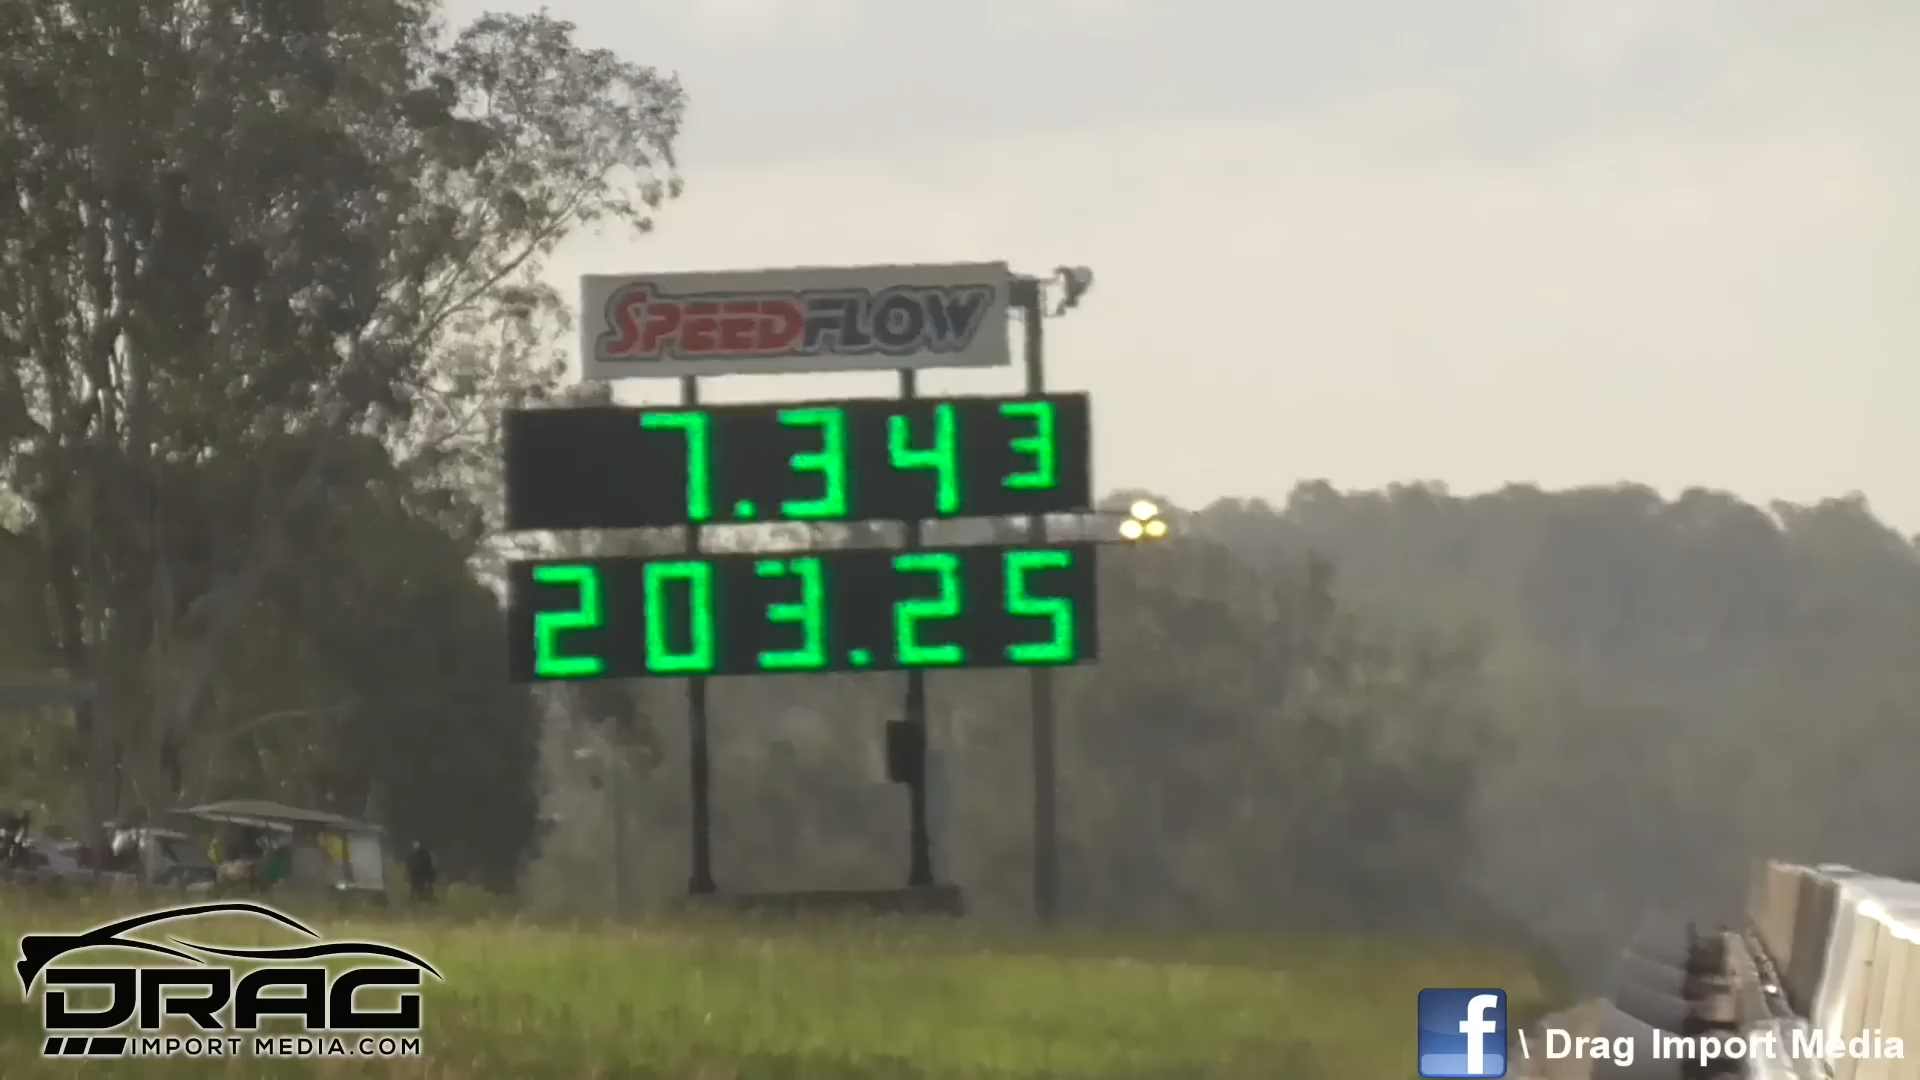 SPEEDFLOW
7.343
203.25
DRAG
IMPORT MEDIA.COM
f \ Drag Import Media